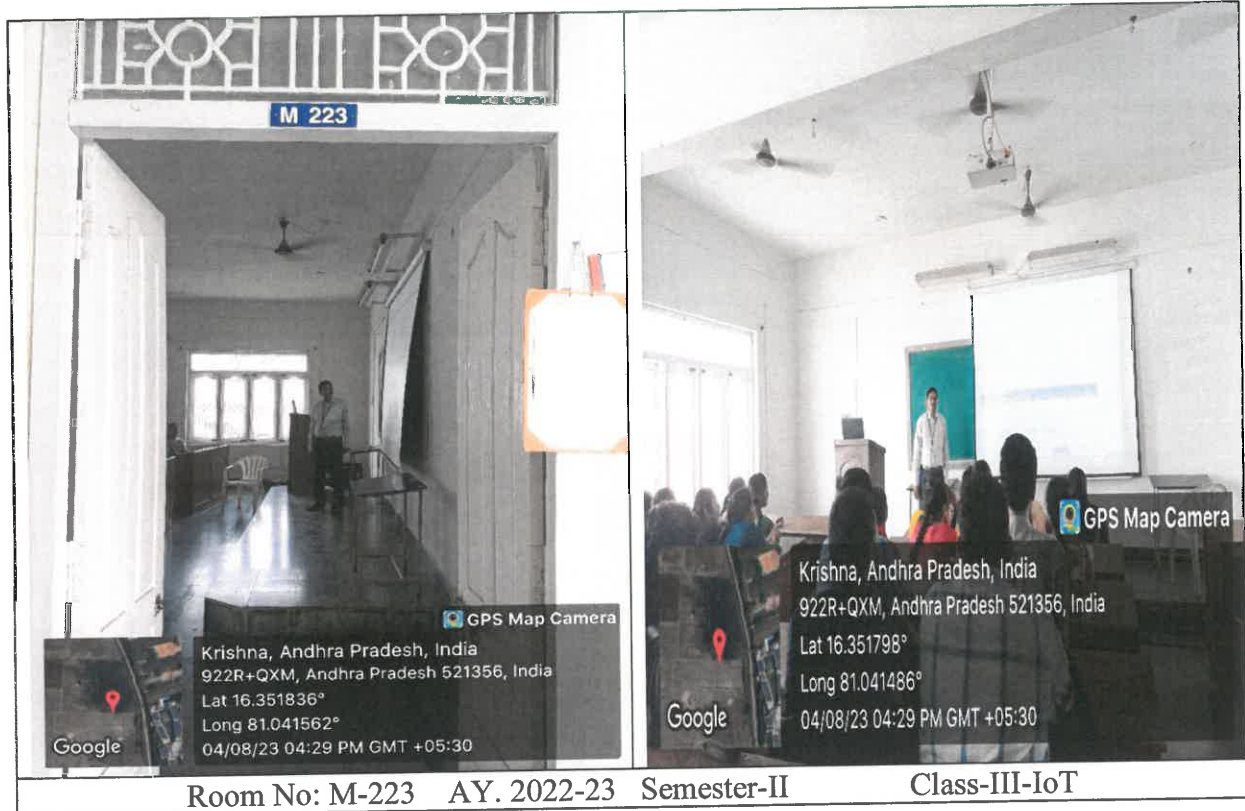 M 223
GPS Map Camera
Krishna, Andhra Pradesh, India
922R+QXM, Andhra Pradesh 521356, India
Lat 16.351836°
Long 81.041562°
04/08/23 04:29 PM GMT +05:30
Google
GPS Map Camera
Krishna, Andhra Pradesh, India
922R+QXM, Andhra Pradesh 521356, India
Lat 16.351798°
Long 81.041486°
04/08/23 04:29 PM GMT +05:30
Google
Room No: M-223 AY. 2022-23 Semester-II Class-III-IoT